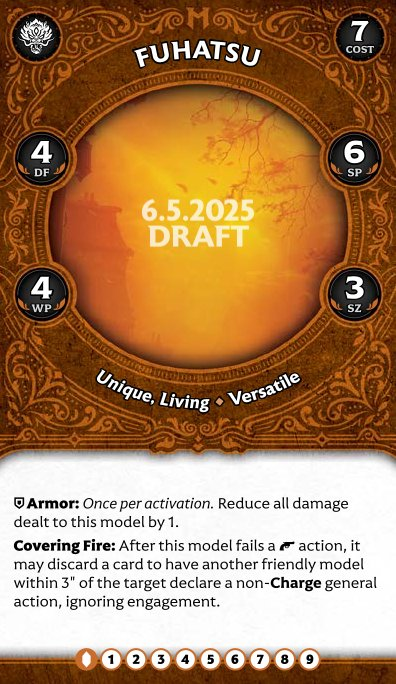 FUHATSU
7
COST
4
DF
6
SP
6.5.2025
DRAFT
4
WP
3
SZ
Unique, Living ◆ Versatile
Armor: Once per activation. Reduce all damage
dealt to this model by 1.
Covering Fire: After this model fails a action, it
may discard a card to have another friendly model
within 3" of the target declare a non-Charge general
action, ignoring engagement.
1 2 3 4 5 6 7 8 9